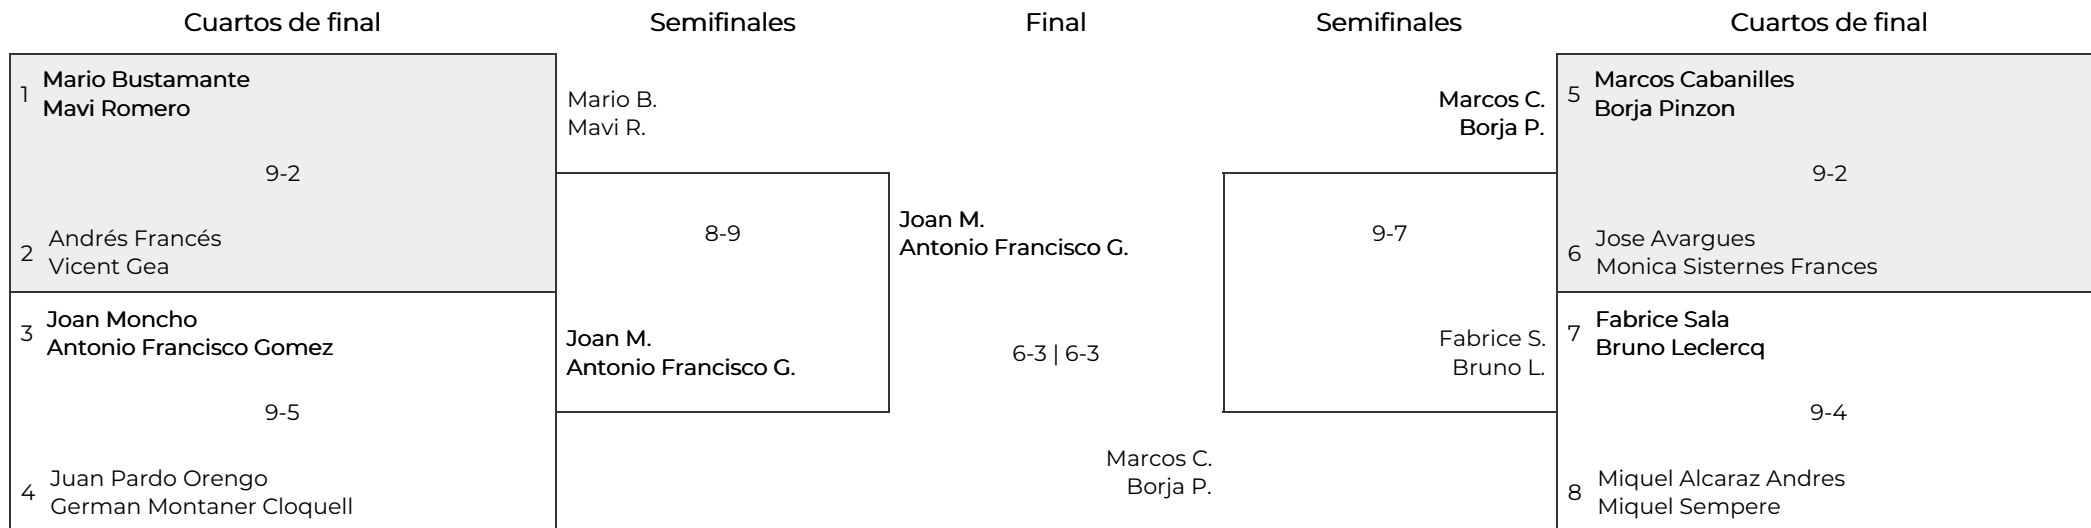 Cuartos de final
Semifinales
Final
Semifinales
Cuartos de final
1
Mario Bustamante
Mavi Romero
9-2
2
Andrés Francés
Vicent Gea
3
Joan Moncho
Antonio Francisco Gomez
9-5
4
Juan Pardo Orengo
German Montaner Cloquell
Mario B.
Mavi R.
8-9
Joan M.
Antonio Francisco G.
Joan M.
Antonio Francisco G.
6-3 | 6-3
Marcos C.
Borja P.
Marcos C.
Borja P.
9-7
Fabrice S.
Bruno L.
5
Marcos Cabanilles
Borja Pinzon
9-2
6
Jose Avargues
Monica Sisternes Frances
7
Fabrice Sala
Bruno Leclercq
9-4
8
Miquel Alcaraz Andres
Miquel Sempere